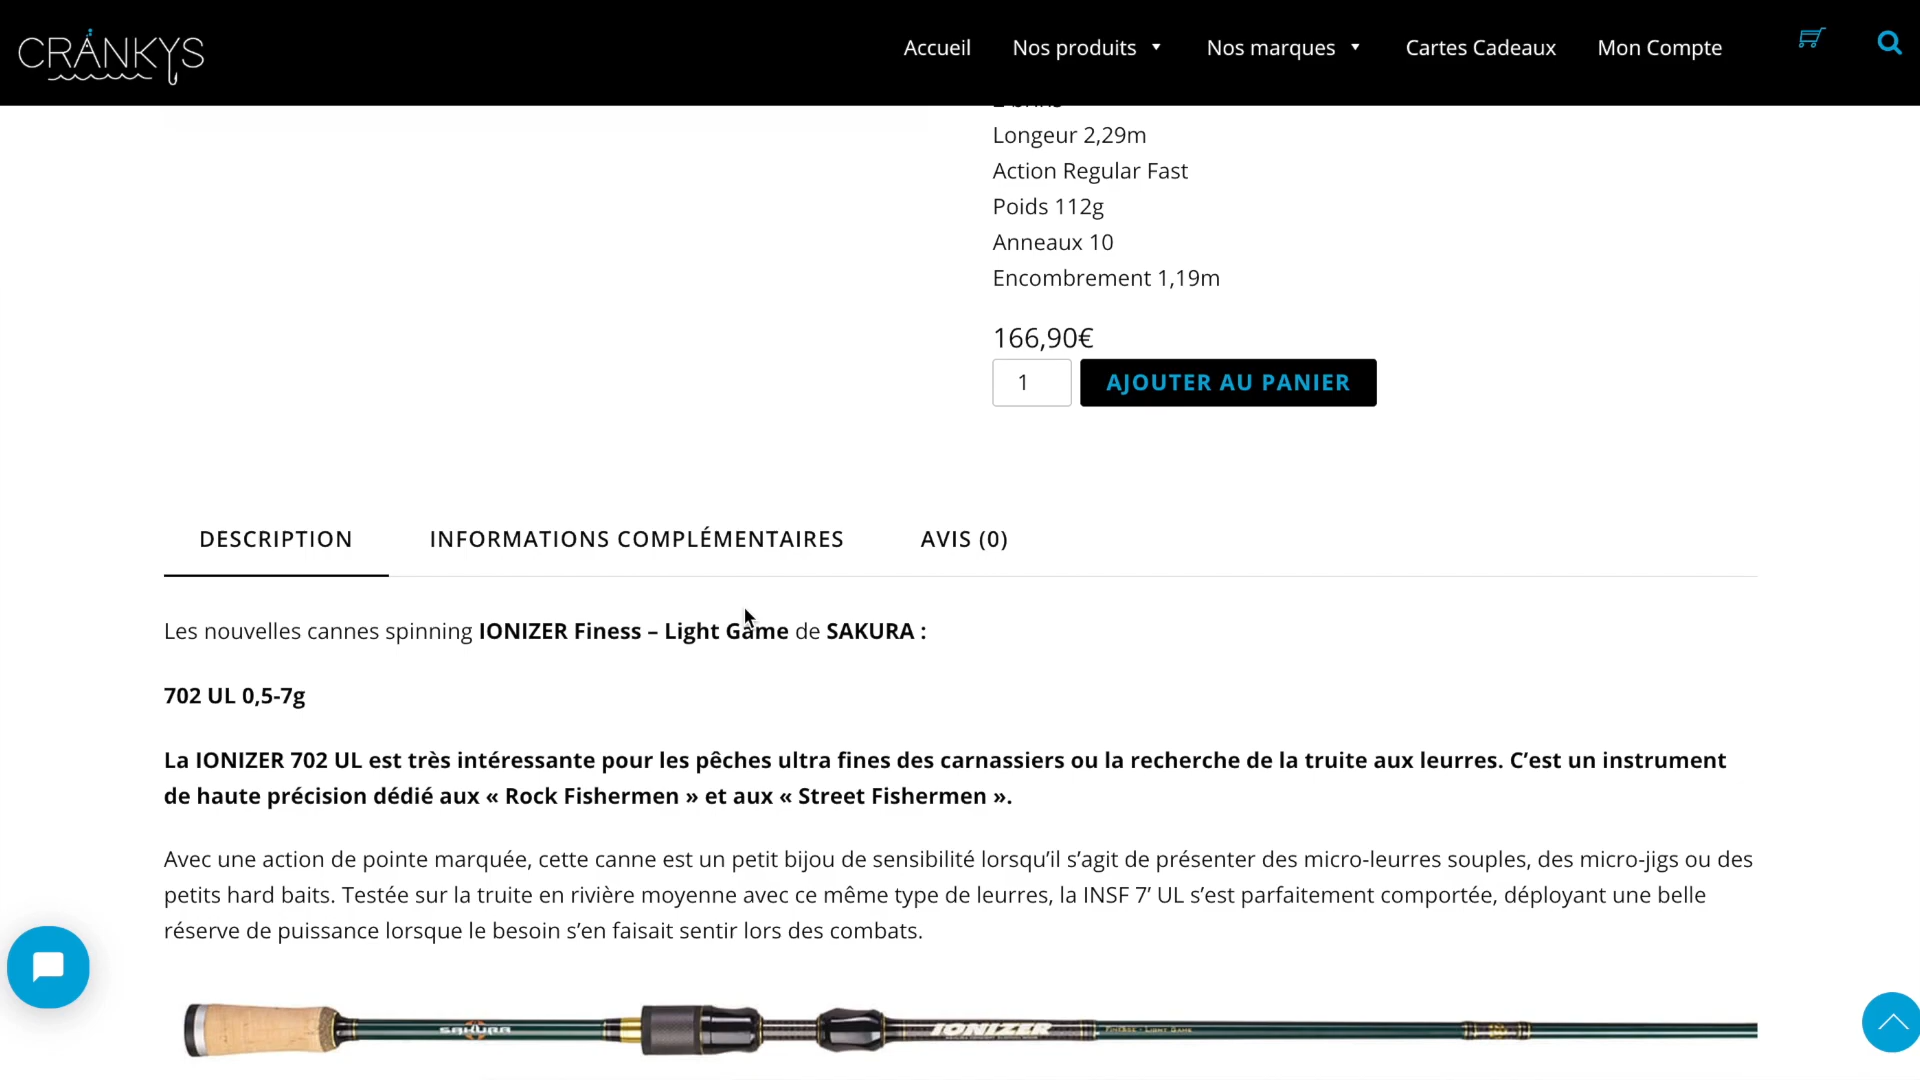 CRANKYS
Accueil
Nos produits
Nos marques
Cartes Cadeaux
Mon Compte
Longeur 2,29m
Action Regular Fast
Poids 112g
Anneaux 10
Encombrement 1,19m
166,90€
1
AJOUTER AU PANIER
DESCRIPTION
INFORMATIONS COMPLÉMENTAIRES
AVIS (0)
Les nouvelles cannes spinning IONIZER Finess – Light Game de SAKURA :
702 UL 0,5-7g
La IONIZER 702 UL est très intéressante pour les pêches ultra fines des carnassiers ou la recherche de la truite aux leurres. C’est un instrument
de haute précision dédié aux « Rock Fishermen » et aux « Street Fishermen ».
Avec une action de pointe marquée, cette canne est un petit bijou de sensibilité lorsqu’il s’agit de présenter des micro-leurres souples, des micro-jigs ou des
petits hard baits. Testée sur la truite en rivière moyenne avec ce même type de leurres, la INSF 7’ UL s’est parfaitement comportée, déployant une belle
réserve de puissance lorsque le besoin s’en faisait sentir lors des combats.
SAKURA
IONIZER
FINESSE - LIGHT GAME